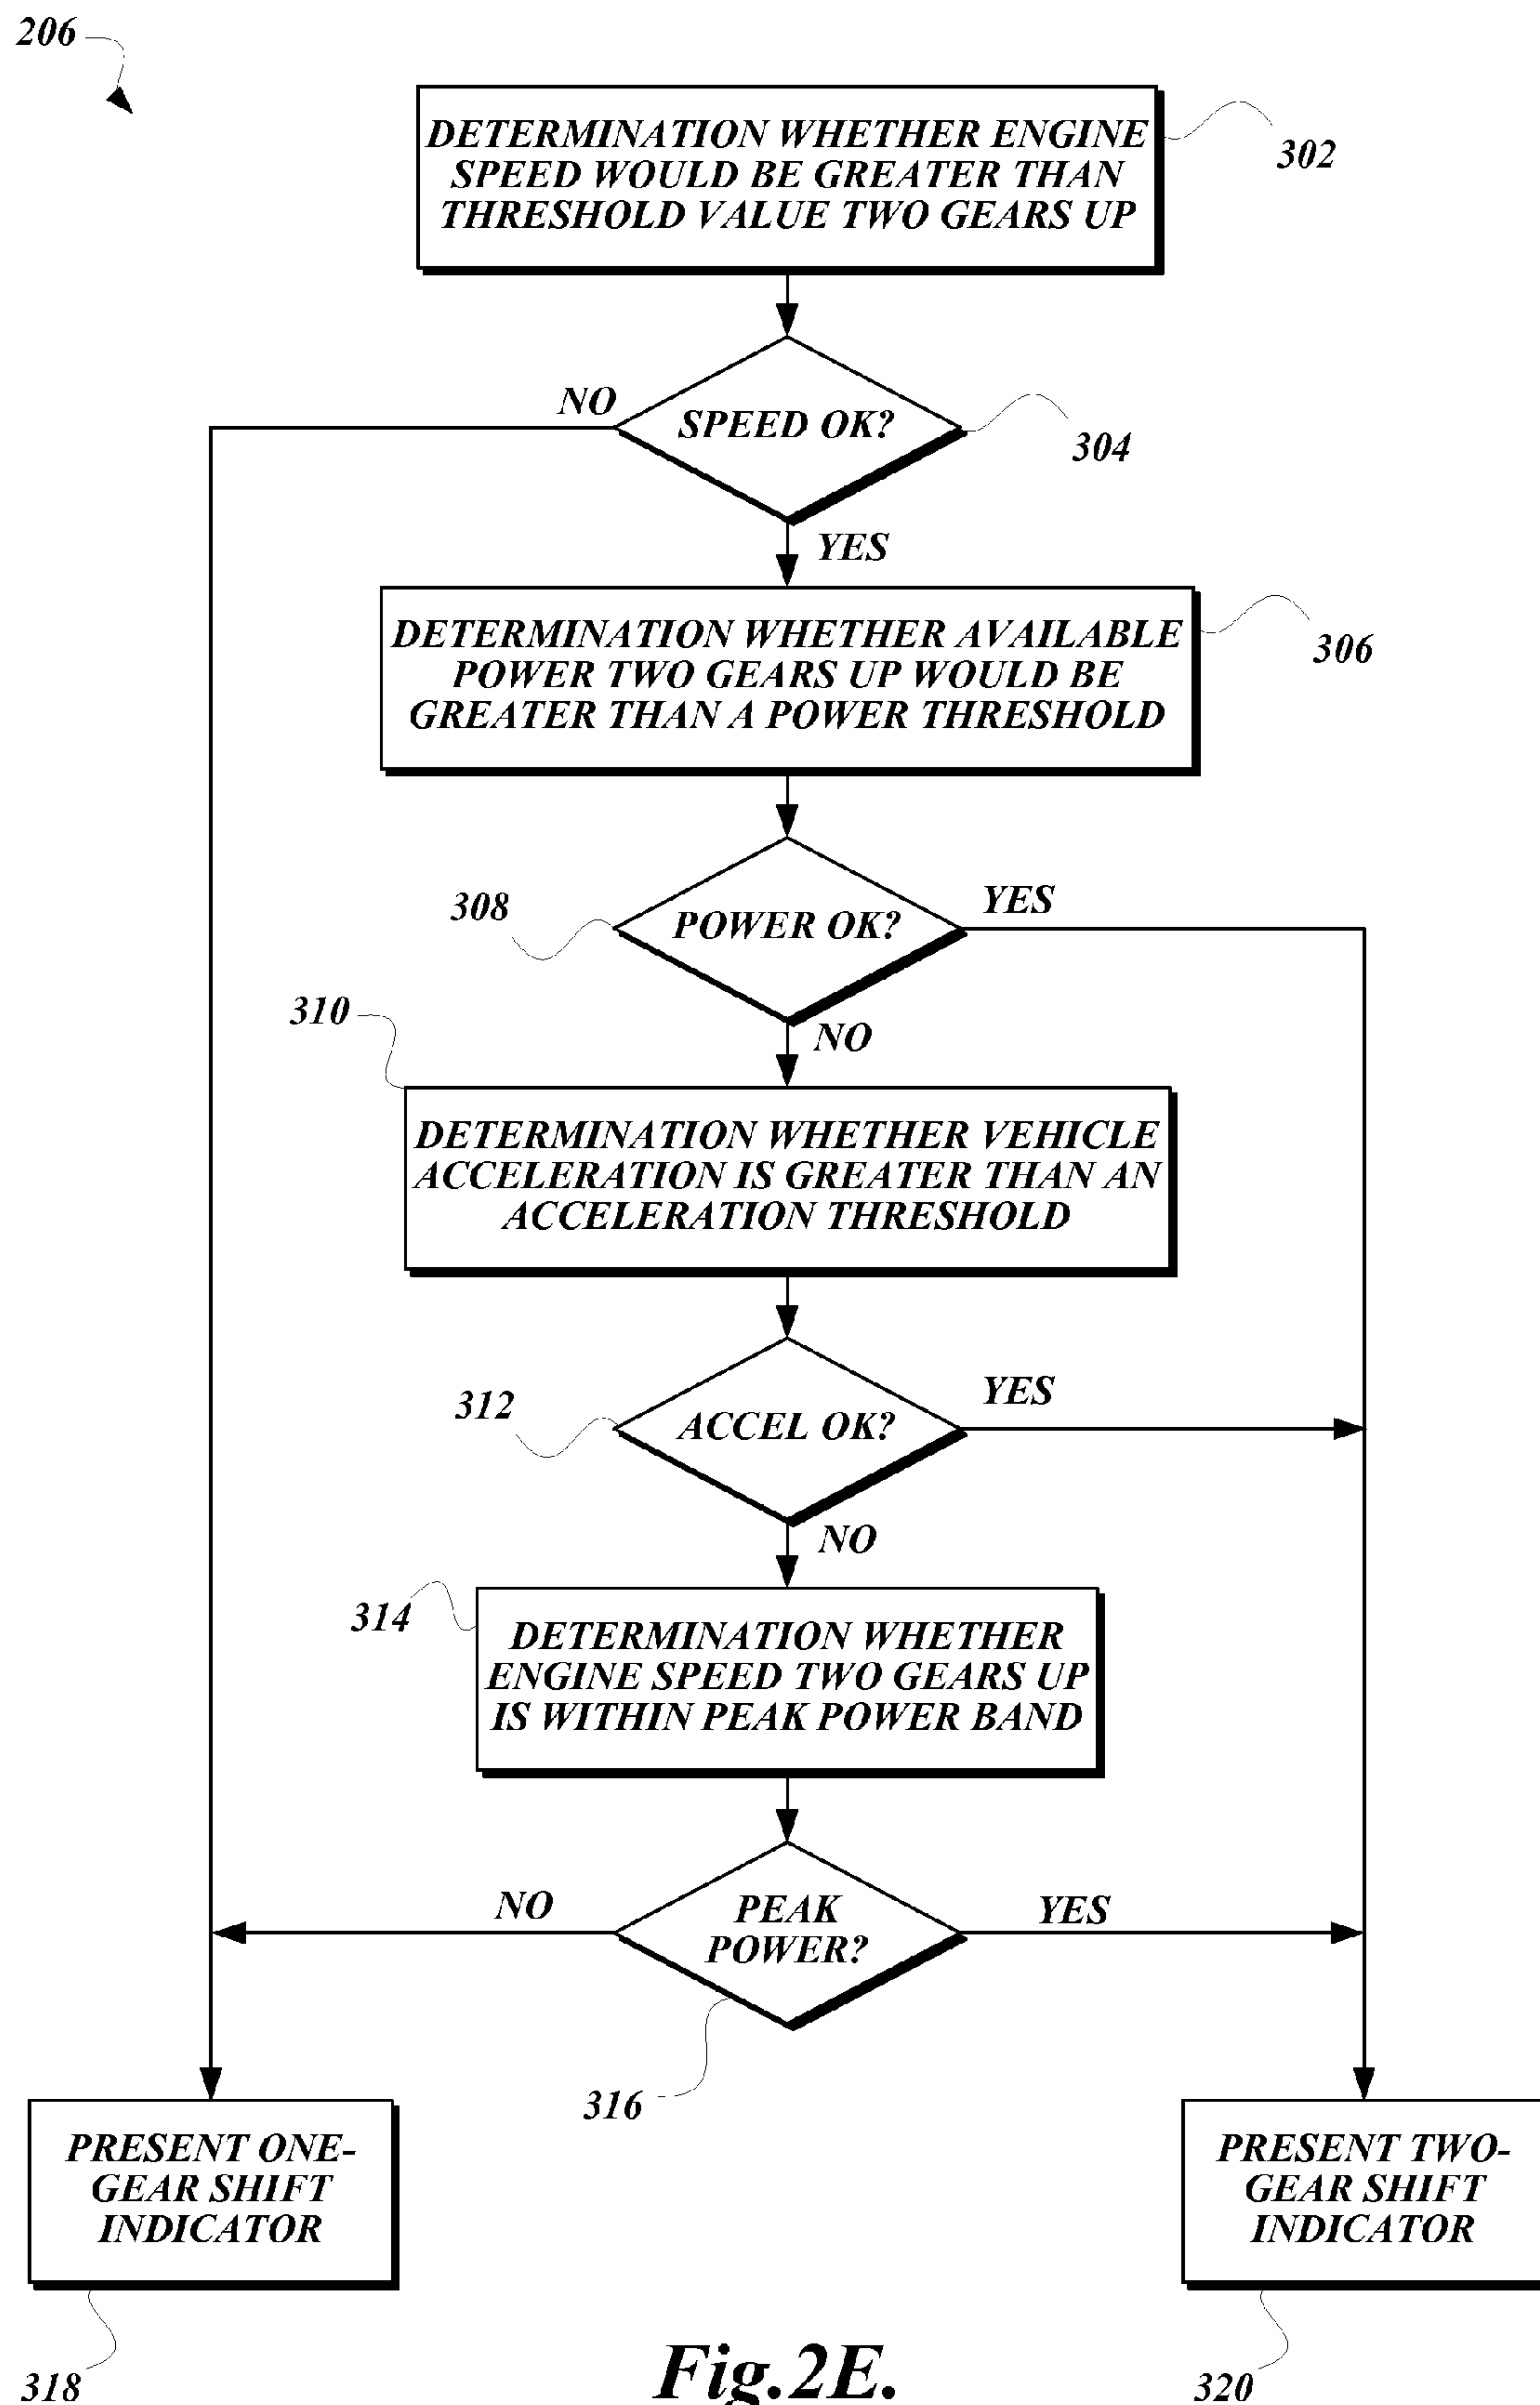 206
DETERMINATION WHETHER ENGINE
SPEED WOULD BE GREATER THAN
THRESHOLD VALUE TWO GEARS UP
302
NO
SPEED OK?
304
YES
DETERMINATION WHETHER AVAILABLE
POWER TWO GEARS UP WOULD BE
GREATER THAN A POWER THRESHOLD
306
308
POWER OK?
YES
310
NO
DETERMINATION WHETHER VEHICLE
ACCELERATION IS GREATER THAN AN
ACCELERATION THRESHOLD
312
ACCEL OK?
YES
NO
314
DETERMINATION WHETHER
ENGINE SPEED TWO GEARS UP
IS WITHIN PEAK POWER BAND
NO
PEAK
POWER?
YES
316
PRESENT ONE-
GEAR SHIFT
INDICATOR
PRESENT TWO-
GEAR SHIFT
INDICATOR
318
Fig.2E.
320